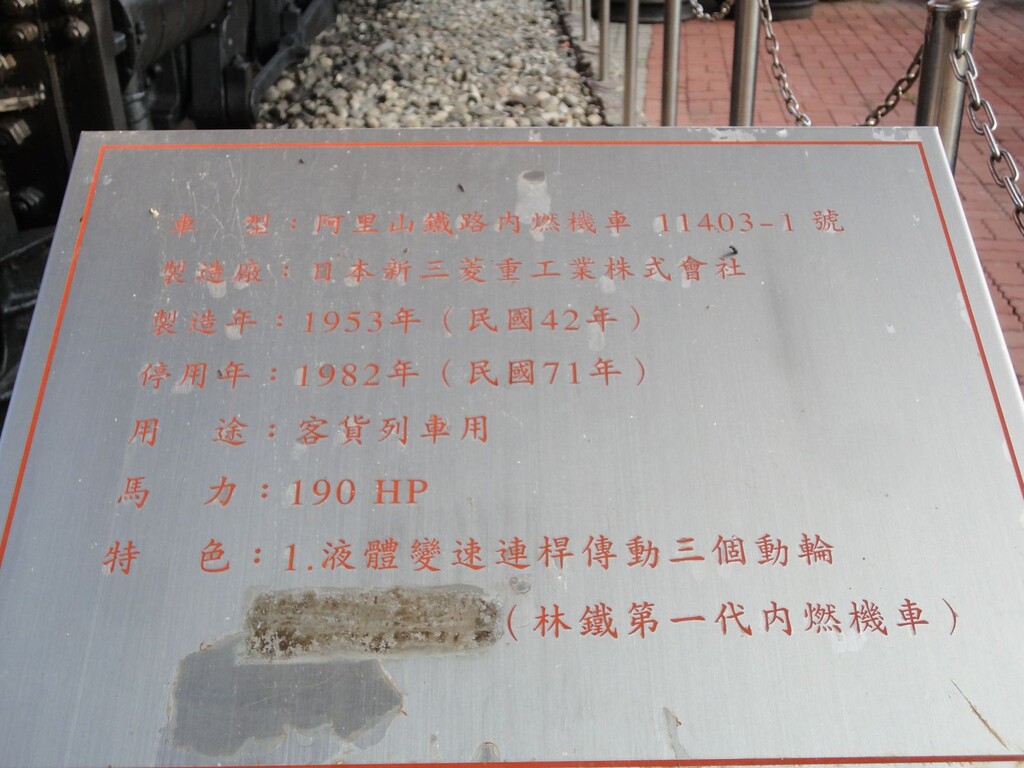 車 型：阿里山鐵路內燃機車 11403-1 號
製造廠：日本新三菱重工業株式會社
製造年：1953年（民國42年）
停用年：1982年（民國71年）
用 途：客貨列車用
馬 力：190 HP
特 色：1.液體變速連桿傳動三個動輪
（林鐵第一代內燃機車）